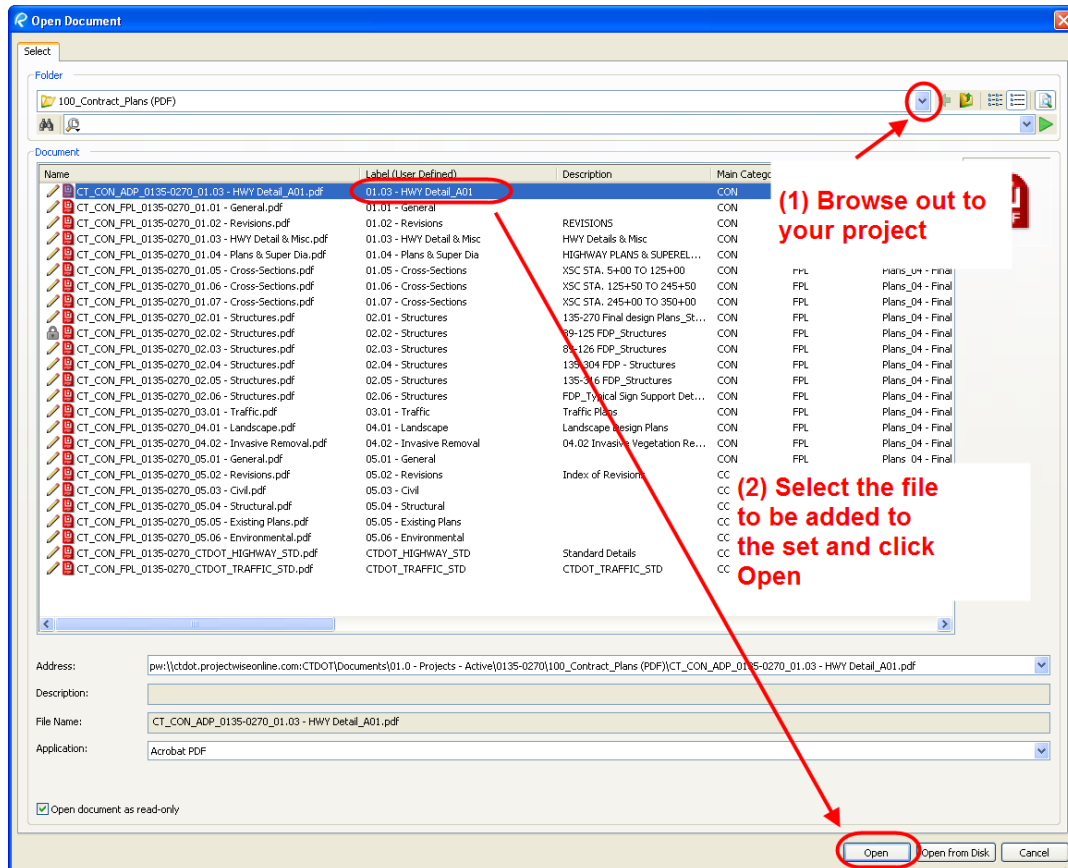 Open Document
Select
Folder
100_Contract_Plans (PDF)
Document
Name Label (User Defined) Description Main Catego
CT_CON_ADP_0135-0270_01.03 - HWY Detail_A01.pdf 01.03 - HWY Detail_A01 CON
CT_CON_FPL_0135-0270_01.01 - General.pdf 01.01 - General CON
CT_CON_FPL_0135-0270_01.02 - Revisions.pdf 01.02 - Revisions REVISIONS CON
CT_CON_FPL_0135-0270_01.03 - HWY Detail & Misc.pdf 01.03 - HWY Detail & Misc HWY Details & Misc CON
CT_CON_FPL_0135-0270_01.04 - Plans & Super Dia.pdf 01.04 - Plans & Super Dia HIGHWAY PLANS & SUPEREL... CON
(1) Browse out to
your project
CT_CON_FPL_0135-0270_01.05 - Cross-Sections.pdf 01.05 - Cross-Sections XSC STA. 5+00 TO 125+00 CON FPL Plans_04 - Final
CT_CON_FPL_0135-0270_01.06 - Cross-Sections.pdf 01.06 - Cross-Sections XSC STA. 125+50 TO 245+50 CON FPL Plans_04 - Final
CT_CON_FPL_0135-0270_01.07 - Cross-Sections.pdf 01.07 - Cross-Sections XSC STA. 245+00 TO 350+00 CON FPL Plans_04 - Final
CT_CON_FPL_0135-0270_02.01 - Structures.pdf 02.01 - Structures 135-270 Final design Plans_St... CON FPL Plans_04 - Final
CT_CON_FPL_0135-0270_02.02 - Structures.pdf 02.02 - Structures 89-125 FDP_Structures CON FPL Plans_04 - Final
CT_CON_FPL_0135-0270_02.03 - Structures.pdf 02.03 - Structures 89-126 FDP_Structures CON FPL Plans_04 - Final
CT_CON_FPL_0135-0270_02.04 - Structures.pdf 02.04 - Structures 135-304 FDP - Structures CON FPL Plans_04 - Final
CT_CON_FPL_0135-0270_02.05 - Structures.pdf 02.05 - Structures 135-316 FDP_Structures CON FPL Plans_04 - Final
CT_CON_FPL_0135-0270_02.06 - Structures.pdf 02.06 - Structures FDP_Typical Sign Support Det... CON FPL Plans_04 - Final
CT_CON_FPL_0135-0270_03.01 - Traffic.pdf 03.01 - Traffic Traffic Plans CON FPL Plans_04 - Final
CT_CON_FPL_0135-0270_04.01 - Landscape.pdf 04.01 - Landscape Landscape Design Plans CON FPL Plans_04 - Final
CT_CON_FPL_0135-0270_04.02 - Invasive Removal.pdf 04.02 - Invasive Removal 04.02 Invasive Vegetation Re... CON FPL Plans_04 - Final
CT_CON_FPL_0135-0270_05.01 - General.pdf 05.01 - General CON FPL Plans_04 - Final
CT_CON_FPL_0135-0270_05.02 - Revisions.pdf 05.02 - Revisions Index of Revisions CC
CT_CON_FPL_0135-0270_05.03 - Civil.pdf 05.03 - Civil CC
CT_CON_FPL_0135-0270_05.04 - Structural.pdf 05.04 - Structural CC
CT_CON_FPL_0135-0270_05.05 - Existing Plans.pdf 05.05 - Existing Plans CC
CT_CON_FPL_0135-0270_05.06 - Environmental.pdf 05.06 - Environmental CC
CT_CON_FPL_0135-0270_CTDOT_HIGHWAY_STD.pdf CTDOT_HIGHWAY_STD Standard Details CC
CT_CON_FPL_0135-0270_CTDOT_TRAFFIC_STD.pdf CTDOT_TRAFFIC_STD CTDOT_TRAFFIC_STD CC
(2) Select the file
to be added to
the set and click
Open
Address: pw:\\ctdot.projectwiseonline.com:CTDOT\Documents\01.0 - Projects - Active\0135-0270\100_Contract_Plans (PDF)\CT_CON_ADP_0135-0270_01.03 - HWY Detail_A01.pdf
Description:
File Name: CT_CON_ADP_0135-0270_01.03 - HWY Detail_A01.pdf
Application: Acrobat PDF
Open document as read-only
Open Open from Disk Cancel